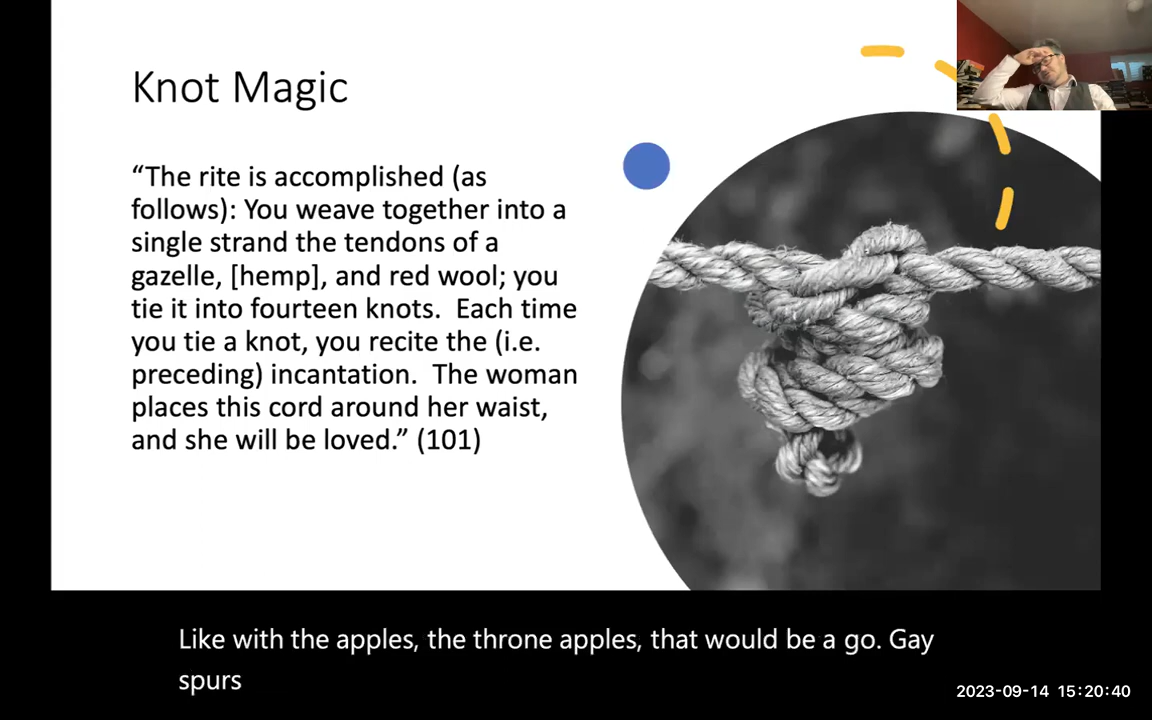 Knot Magic
“The rite is accomplished (as
follows): You weave together into a
single strand the tendons of a
gazelle, [hemp], and red wool; you
tie it into fourteen knots.  Each time
you tie a knot, you recite the (i.e.
preceding) incantation.  The woman
places this cord around her waist,
and she will be loved.” (101)
Like with the apples, the throne apples, that would be a go. Gay
spurs
2023-09-14 15:20:40